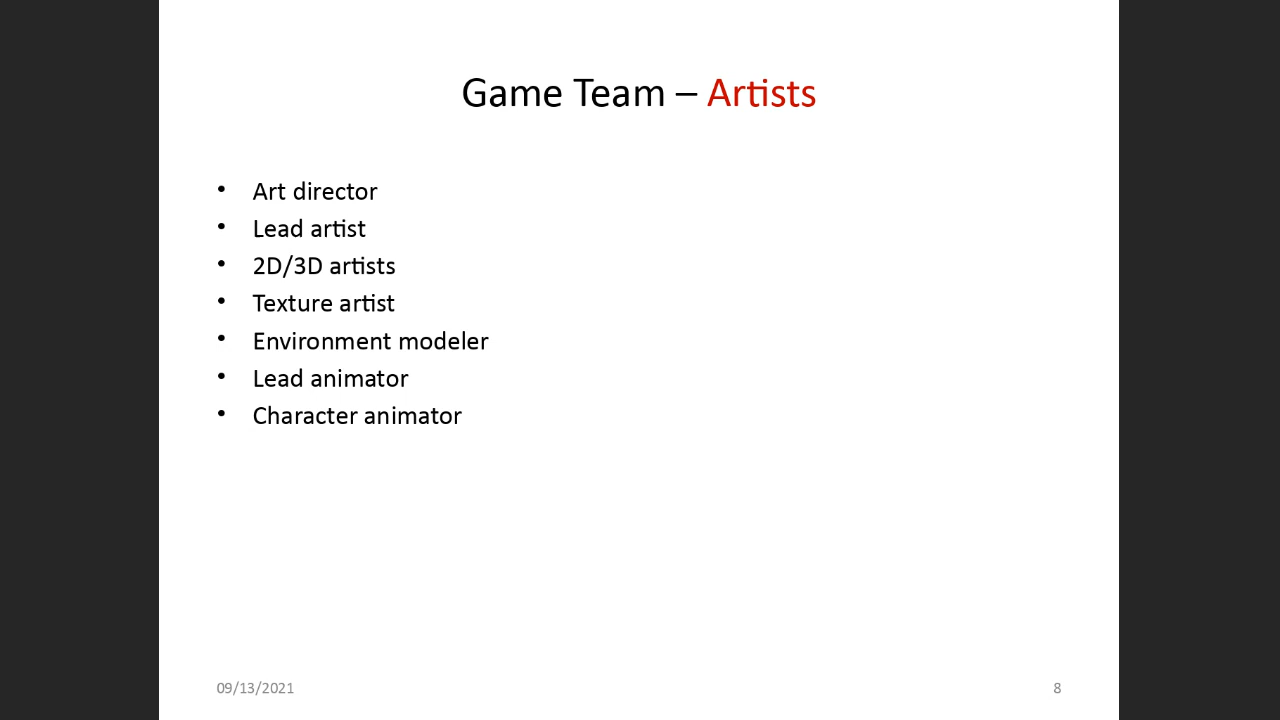 Game Team – Artists
• Art director
• Lead artist
• 2D/3D artists
• Texture artist
• Environment modeler
• Lead animator
• Character animator
09/13/2021
8